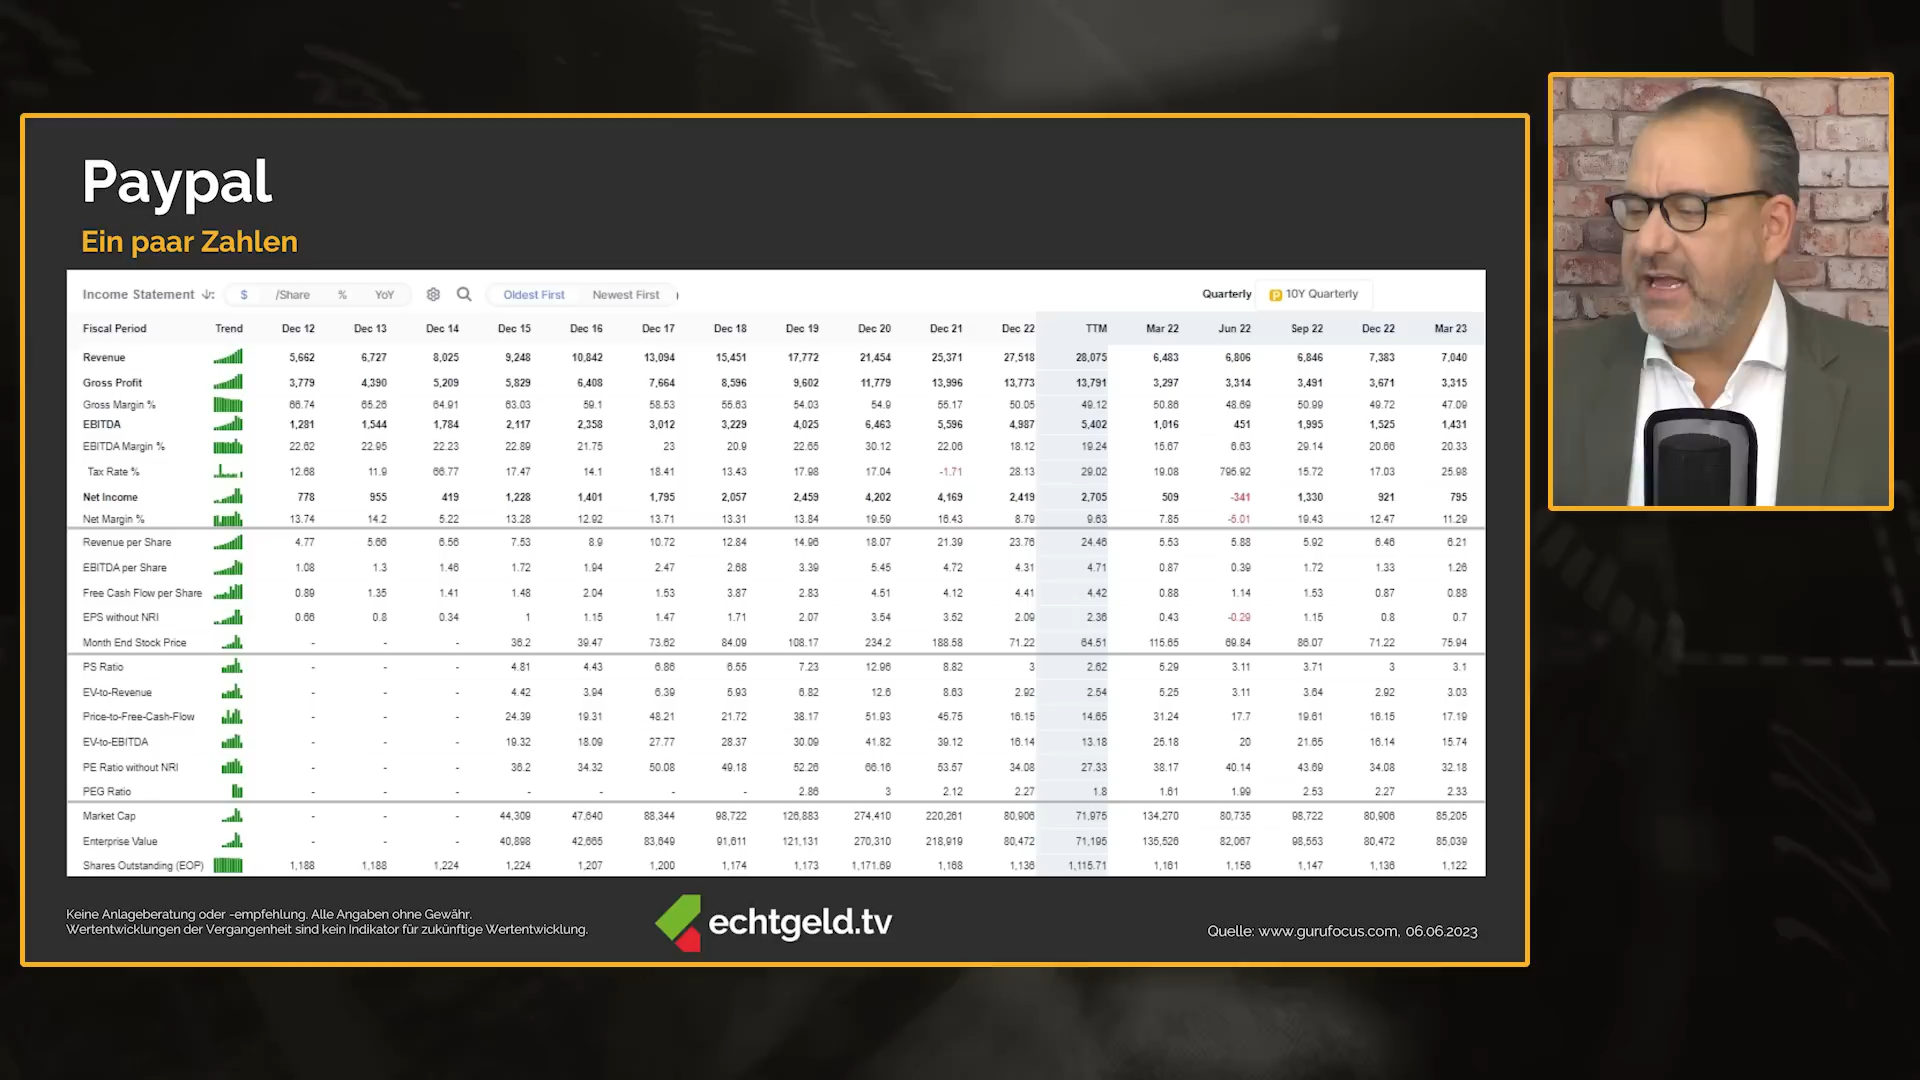 Paypal
Ein paar Zahlen
Income Statement $ /Share % YoY Oldest First Newest First Quarterly P 10Y Quarterly
Fiscal Period Trend Dec 12 Dec 13 Dec 14 Dec 15 Dec 16 Dec 17 Dec 18 Dec 19 Dec 20 Dec 21 Dec 22 TTM Mar 22 Jun 22 Sep 22 Dec 22 Mar 23
Revenue 5,662 6,727 8,025 9,248 10,842 13,094 15,451 17,772 21,454 25,371 27,518 28,075 6,483 6,806 6,846 7,383 7,040
Gross Profit 3,779 4,390 5,209 5,829 6,408 7,664 8,596 9,602 11,779 13,996 13,773 13,791 3,297 3,314 3,491 3,671 3,315
Gross Margin % 66.74 65.26 64.91 63.03 59.1 58.53 55.63 54.03 54.9 55.17 50.05 49.12 50.86 48.69 50.99 49.72 47.09
EBITDA 1,281 1,544 1,784 2,117 2,358 3,012 3,229 4,025 6,463 5,596 4,987 5,402 1,016 451 1,995 1,525 1,431
EBITDA Margin % 22.62 22.95 22.23 22.89 21.75 23 20.9 22.65 30.12 22.06 18.12 19.24 15.67 6.63 29.14 20.66 20.33
Tax Rate % 12.68 11.9 66.77 17.47 14.1 18.41 13.43 17.98 17.04 -1.71 28.13 29.02 19.08 795.92 15.72 17.03 25.98
Net Income 778 955 419 1,228 1,401 1,795 2,057 2,459 4,202 4,169 2,419 2,705 509 -341 1,330 921 795
Net Margin % 13.74 14.2 5.22 13.28 12.92 13.71 13.31 13.84 19.59 16.43 8.79 9.63 7.85 -5.01 19.43 12.47 11.29
Revenue per Share 4.77 5.66 6.56 7.53 8.9 10.72 12.84 14.96 18.07 21.39 23.76 24.46 5.53 5.88 5.92 6.46 6.21
EBITDA per Share 1.08 1.3 1.46 1.72 1.94 2.47 2.68 3.39 5.45 4.72 4.31 4.71 0.87 0.39 1.72 1.33 1.26
Free Cash Flow per Share 0.89 1.35 1.41 1.48 2.04 1.53 3.87 2.83 4.51 4.12 4.41 4.42 0.88 1.14 1.53 0.87 0.88
EPS without NRI 0.66 0.8 0.34 1 1.15 1.47 1.71 2.07 3.54 3.52 2.09 2.36 0.43 -0.29 1.15 0.8 0.7
Month End Stock Price - - - 36.2 39.47 73.62 84.09 108.17 234.2 188.58 71.22 64.51 115.65 69.84 86.07 71.22 75.94
PS Ratio - - - 4.81 4.43 6.86 6.55 7.23 12.96 8.82 3 2.62 5.29 3.11 3.71 3 3.1
EV-to-Revenue - - - 4.42 3.94 6.39 5.93 6.82 12.6 8.63 2.92 2.54 5.25 3.11 3.64 2.92 3.03
Price-to-Free-Cash-Flow - - - 24.39 19.31 48.21 21.72 38.17 51.93 45.75 16.15 14.65 31.24 17.7 19.61 16.15 17.19
EV-to-EBITDA - - - 19.32 18.09 27.77 28.37 30.09 41.82 39.12 16.14 13.18 25.18 20 21.65 16.14 15.74
PE Ratio without NRI - - - 36.2 34.32 50.08 49.18 52.26 66.16 53.57 34.08 27.33 38.17 40.14 43.69 34.08 32.18
PEG Ratio - - - - - - - 2.86 3 2.12 2.27 1.8 1.61 1.99 2.53 2.27 2.33
Market Cap - - - 44,309 47,640 88,344 98,722 126,883 274,410 220,261 80,906 71,975 134,270 80,735 98,722 80,906 85,205
Enterprise Value - - - 40,898 42,665 83,649 91,611 121,131 270,310 218,919 80,472 71,195 135,526 82,067 98,553 80,472 85,039
Shares Outstanding (EOP) 1,188 1,188 1,224 1,224 1,207 1,200 1,174 1,173 1,171.69 1,168 1,136 1,115.71 1,161 1,156 1,147 1,136 1,122
Keine Anlageberatung oder -empfehlung. Alle Angaben ohne Gewähr.
Wertentwicklungen der Vergangenheit sind kein Indikator für zukünftige Wertentwicklung.
echtgeld.tv
Quelle: www.gurufocus.com, 06.06.2023